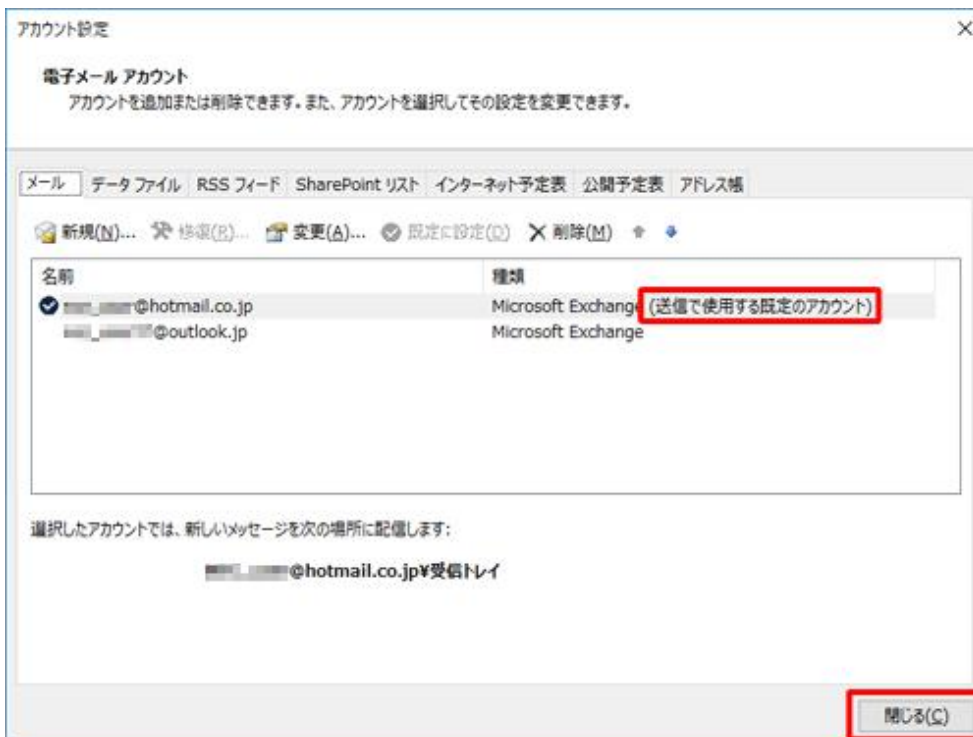 アカウント設定
電子メール アカウント
アカウントを追加または削除できます。また、アカウントを選択してその設定を変更できます。
メール データ ファイル RSS フィード SharePoint リスト インターネット予定表 公開予定表 アドレス帳
新規(N)... 修復(R)... 変更(A)... 既定に設定(D) 削除(M)
名前 種類
@hotmail.co.jp Microsoft Exchange (送信で使用する既定のアカウント)
@outlook.jp Microsoft Exchange
選択したアカウントでは、新しいメッセージを次の場所に配信します:
@hotmail.co.jp¥受信トレイ
閉じる(C)